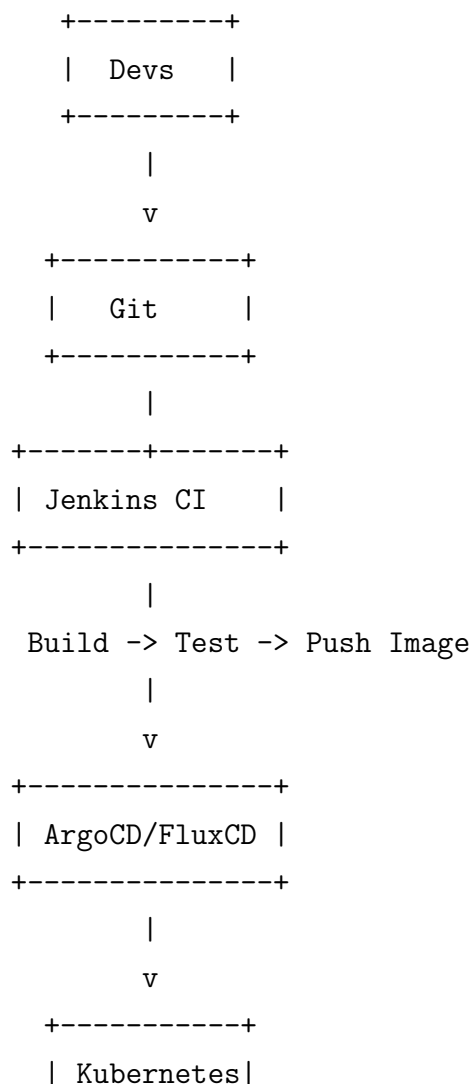 +---------+
|  Devs   |
+---------+
|
v
+-----------+
|   Git     |
+-----------+
|
+-------+-------+
| Jenkins CI    |
+---------------+
|
Build -> Test -> Push Image
|
v
+---------------+
| ArgoCD/FluxCD |
+---------------+
|
v
+-----------+
| Kubernetes|